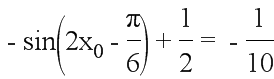 - sin(2x₀ - π/6) + 1/2 = - 1/10